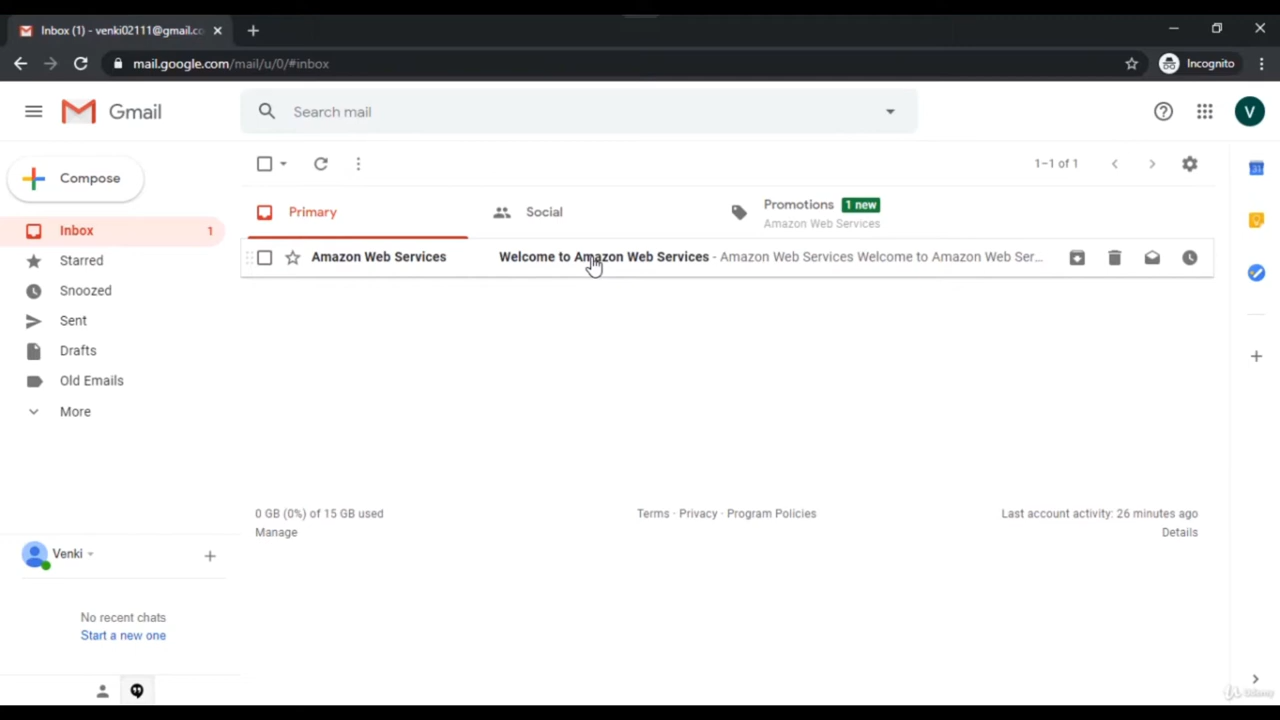 Inbox (1) - venki02111@gmail.co
mail.google.com/mail/u/0/#inbox
Incognito
Gmail
Search mail
V
Compose
1–1 of 1
Inbox 1
Starred
Snoozed
Sent
Drafts
Old Emails
More
Primary
Social
Promotions 1 new
Amazon Web Services
Amazon Web Services Welcome to Amazon Web Services - Amazon Web Services Welcome to Amazon Web Ser...
31
0 GB (0%) of 15 GB used
Manage
Terms · Privacy · Program Policies
Last account activity: 26 minutes ago
Details
Venki
No recent chats
Start a new one
Udemy